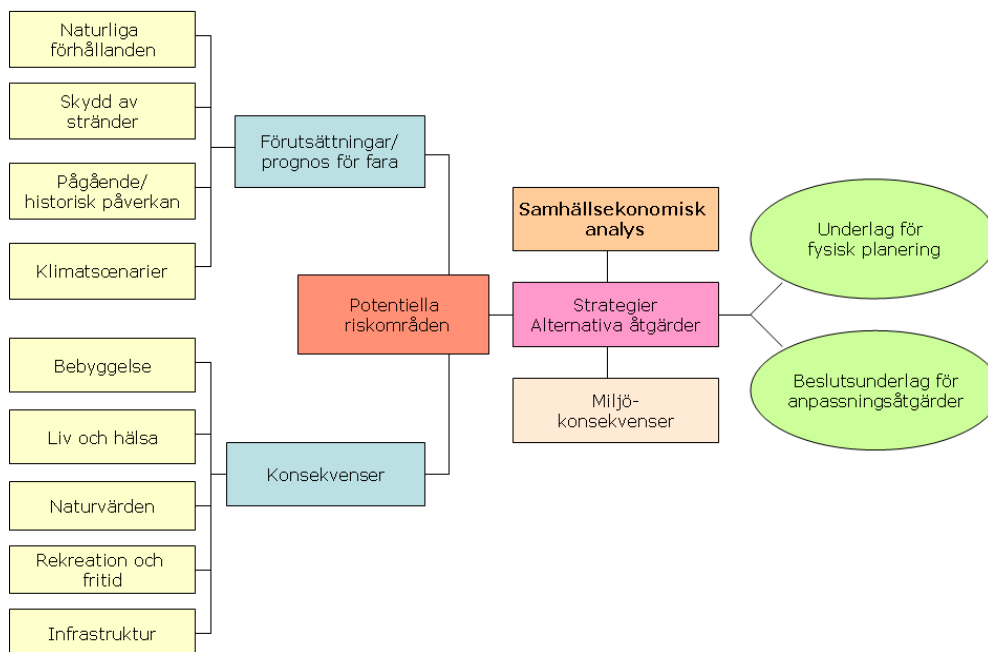 Naturliga
förhållanden
Skydd av
stränder
Pågående/
historisk påverkan
Klimatscenarier
Förutsättningar/
prognos för fara
Bebyggelse
Liv och hälsa
Naturvärden
Rekreation och
fritid
Infrastruktur
Konsekvenser
Potentiella
riskområden
Samhällsekonomisk
analys
Strategier
Alternativa åtgärder
Miljö-
konsekvenser
Underlag för
fysisk planering
Beslutsunderlag för
anpassningsåtgärder